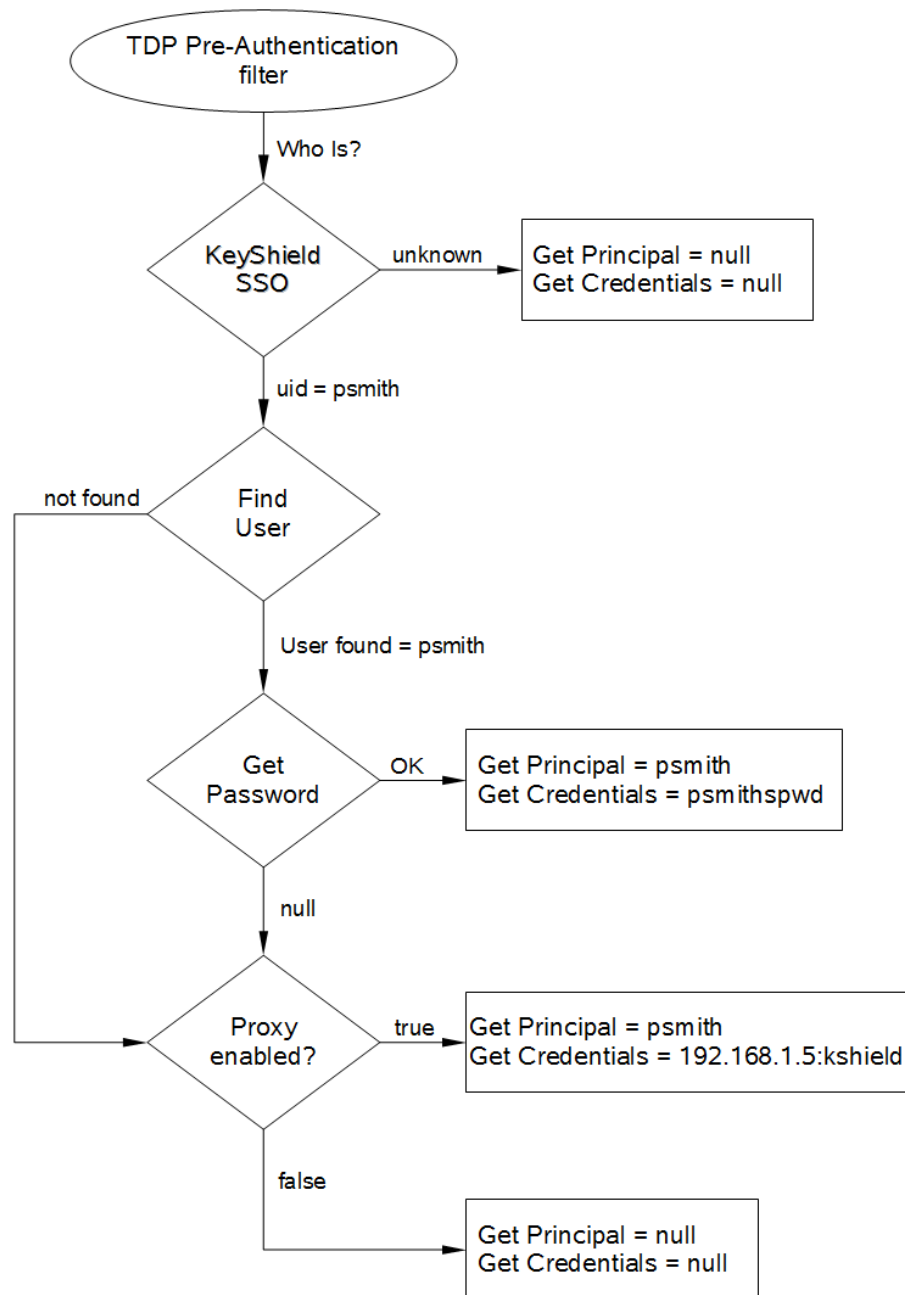 TDP Pre-Authentication
filter
Who Is?
KeyShield
SSO
unknown
Get Principal = null
Get Credentials = null
uid = psmith
not found
Find
User
User found = psmith
Get
Password
OK
Get Principal = psmith
Get Credentials = psmithspwd
null
Proxy
enabled?
true
Get Principal = psmith
Get Credentials = 192.168.1.5:kshield
false
Get Principal = null
Get Credentials = null